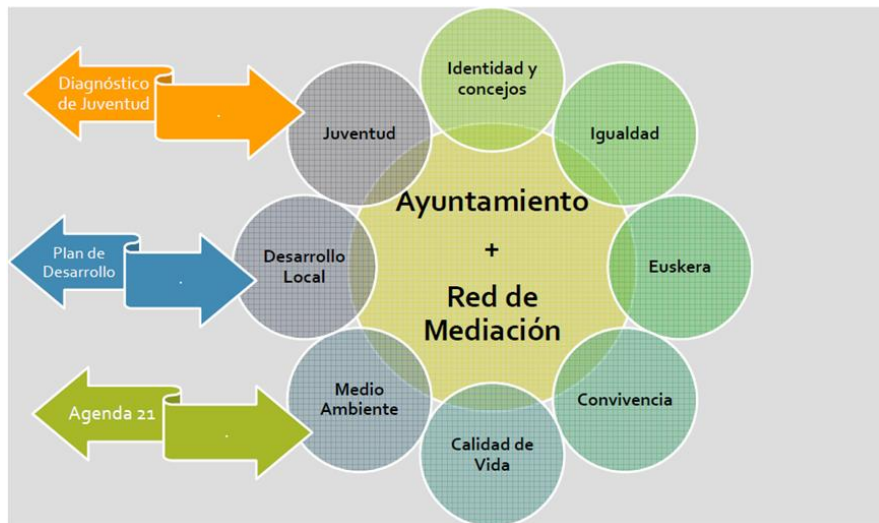 Diagnóstico
de Juventud
.
Plan de
Desarrollo
.
Agenda 21
.
Identidad y
concejos
Igualdad
Euskera
Convivencia
Calidad de
Vida
Medio
Ambiente
Desarrollo
Local
Juventud
Ayuntamiento
+
Red de
Mediación